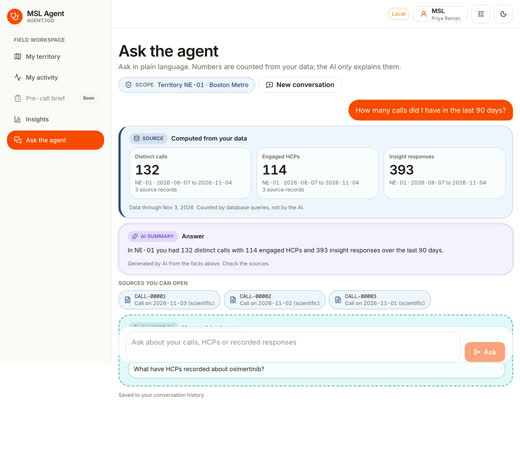 MSL Agent
AGENT2GO
Local
MSL
Priya Raman
FIELD WORKSPACE
My territory
My activity
Pre-call brief
Soon
Insights
Ask the agent
Ask the agent
Ask in plain language. Numbers are counted from your data; the AI only explains them.
SCOPE Territory NE-01 · Boston Metro
New conversation
How many calls did I have in the last 90 days?
SOURCE Computed from your data
Distinct calls
132
NE-01 · 2026-08-07 to 2026-11-04
3 source records
Engaged HCPs
114
NE-01 · 2026-08-07 to 2026-11-04
3 source records
Insight responses
393
NE-01 · 2026-08-07 to 2026-11-04
Data through Nov 3, 2026 Counted by database queries, not by the AI.
AI SUMMARY Answer
In NE-01 you had 132 distinct calls with 114 engaged HCPs and 393 insight responses over the last 90 days.
Generated by AI from the facts above. Check the sources.
SOURCES YOU CAN OPEN
CALL-00001
Call on 2026-11-03 (scientific)
CALL-00002
Call on 2026-11-02 (scientific)
CALL-00003
Call on 2026-11-01 (scientific)
Ask about your calls, HCPs or recorded responses
Ask
What have HCPs recorded about osimertinib?
Saved to your conversation history.